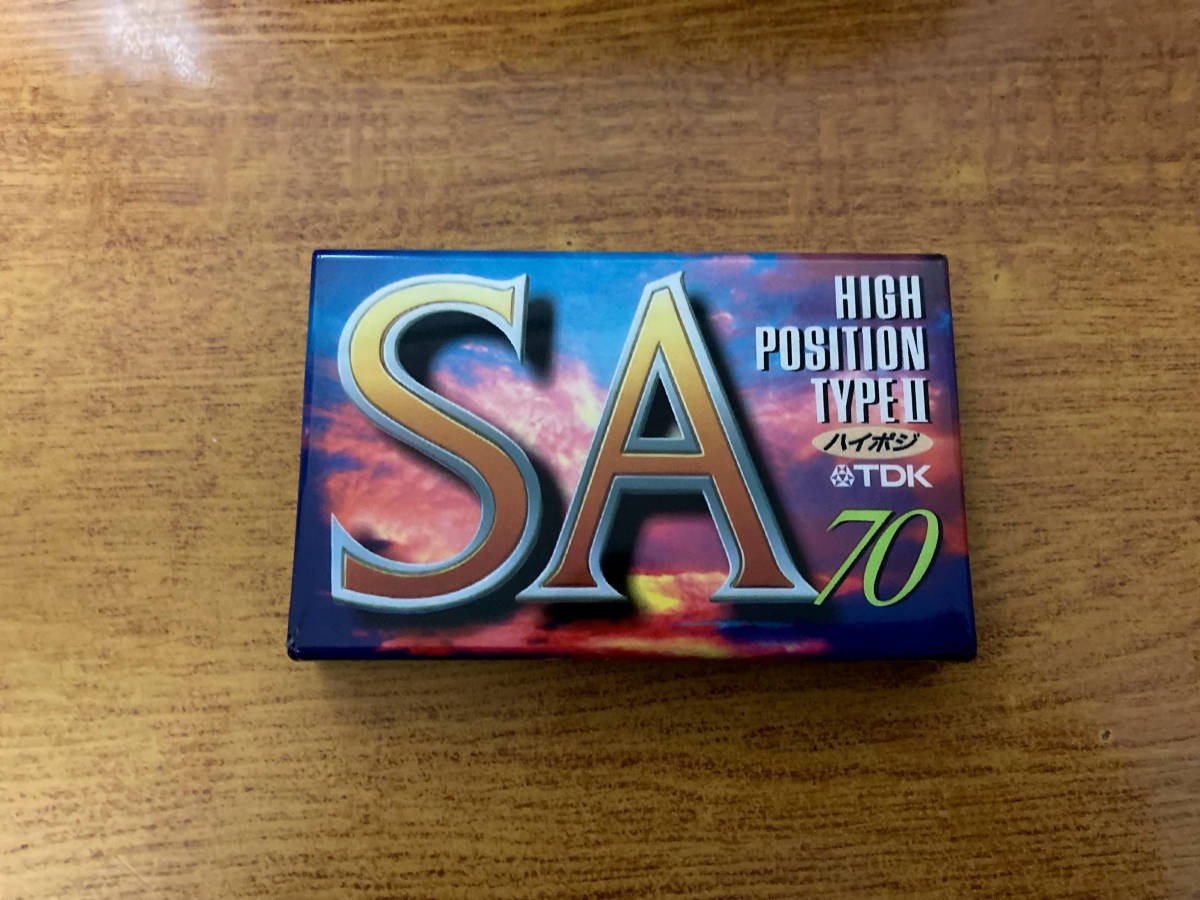 SA
HIGH
POSITION
TYPE II
ハイポジ
TDK
70